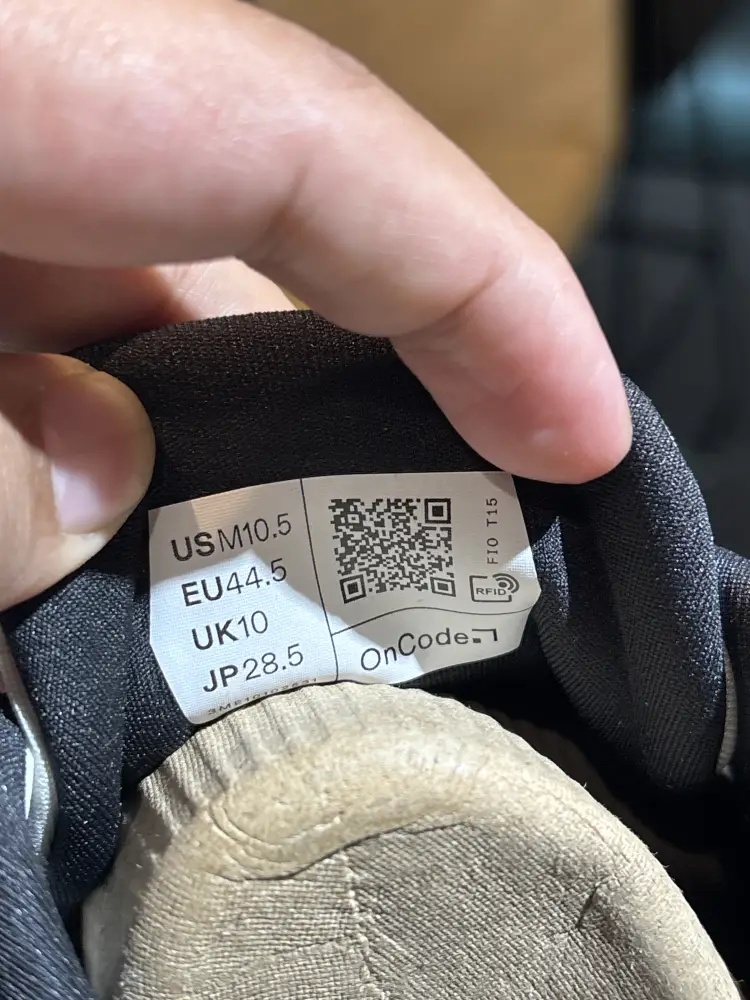 USM10.5
EU44.5
UK10
JP28.5
FIO T15
RFID
OnCode